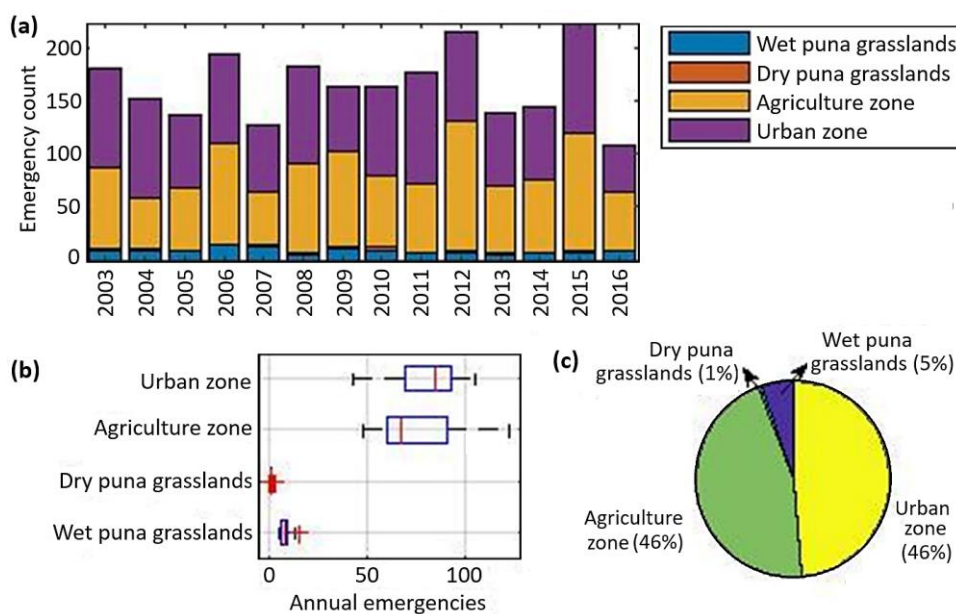 (a)
Emergency count
200
150
100
50
0
2003
2004
2005
2006
2007
2008
2009
2010
2011
2012
2013
2014
2015
2016
Wet puna grasslands
Dry puna grasslands
Agriculture zone
Urban zone
(b)
Urban zone
Agriculture zone
Dry puna grasslands
Wet puna grasslands
0
50
100
Annual emergencies
(c)
Dry puna
grasslands (1%)
Wet puna
grasslands (5%)
Agriculture
zone (46%)
Urban
zone
(46%)